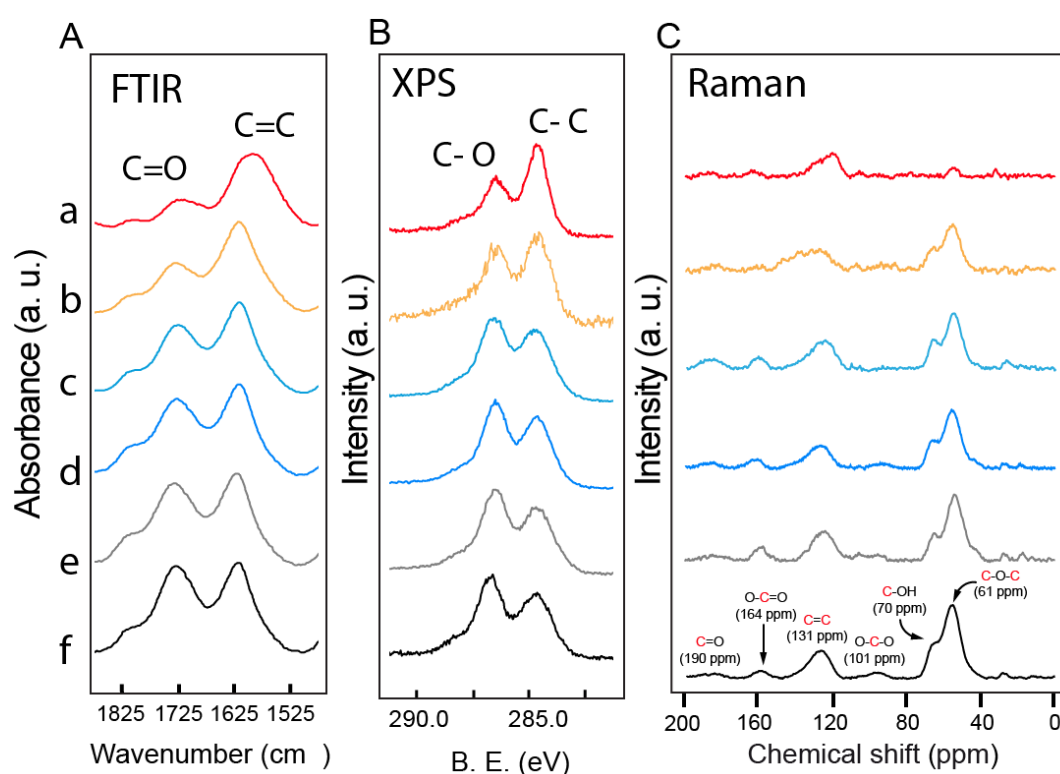 A
FTIR
C=C
C=O
a
b
c
d
e
f
Absorbance (a. u.)
1825 1725 1625 1525
Wavenumber (cm )
B
XPS
C- C
C- O
Intensity (a. u.)
290.0 285.0
B. E. (eV)
C
Raman
Intensity (a. u.)
C-O-C
(61 ppm)
C-OH
(70 ppm)
O-C=O
(164 ppm)
C=C
(131 ppm)
O-C-O
(101 ppm)
C=O
(190 ppm)
200 160 120 80 40 0
Chemical shift (ppm)